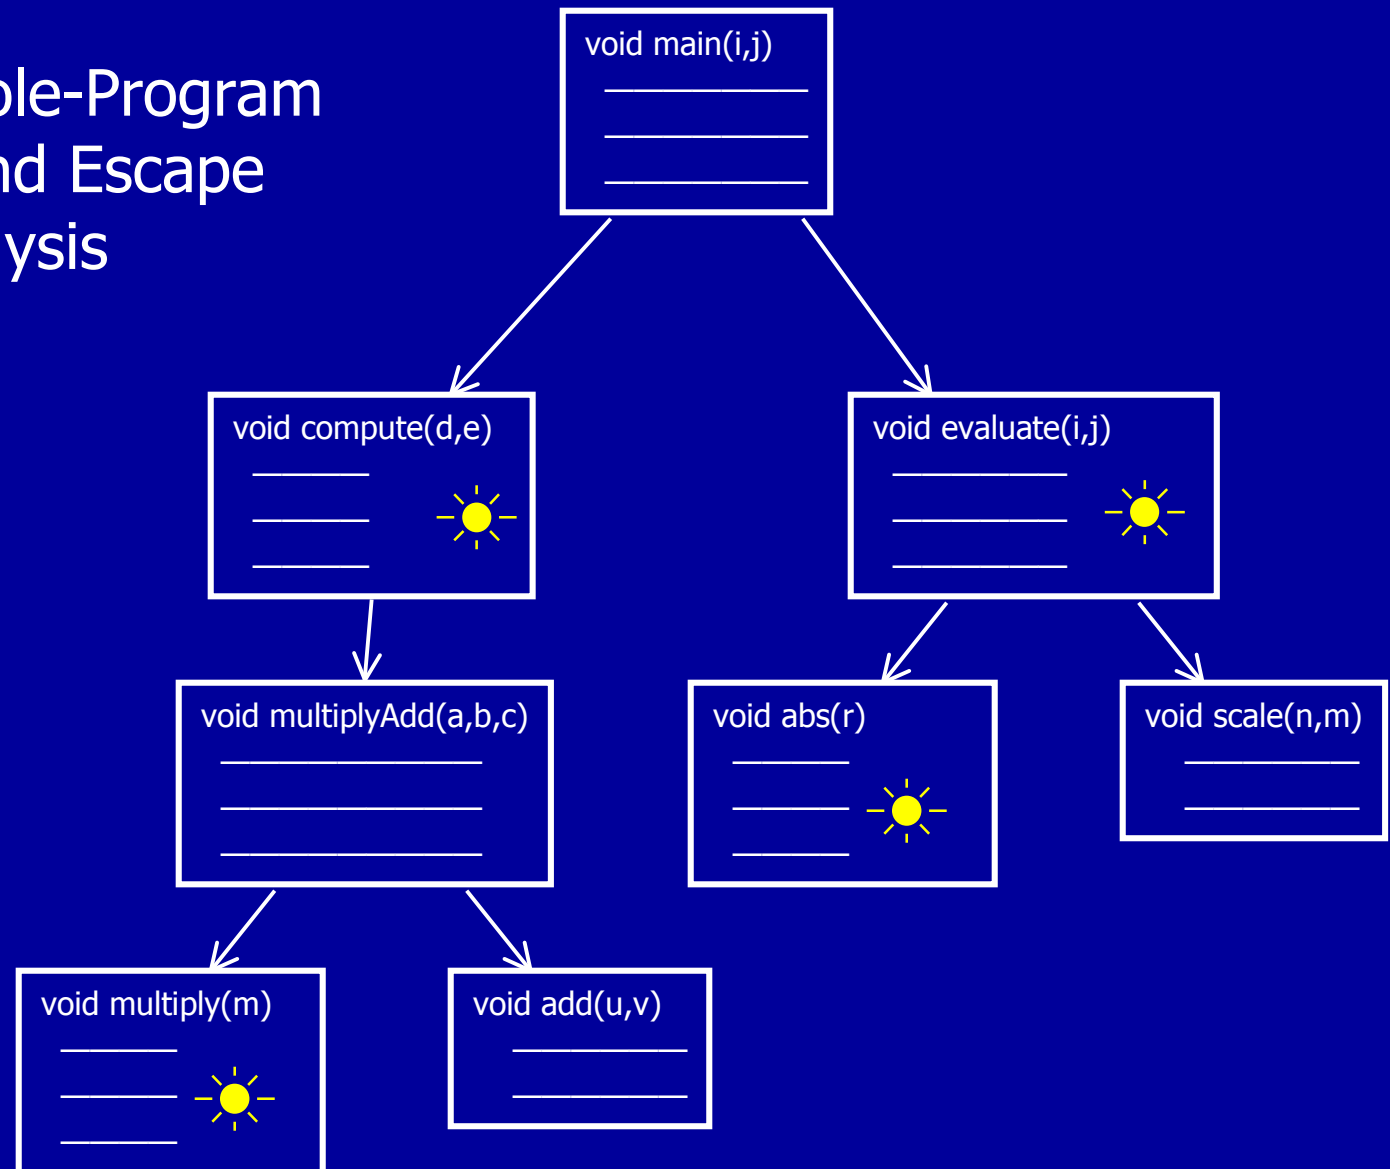 ole-Program
nd Escape
ysis
void main(i,j)
void compute(d,e)
void evaluate(i,j)
void multiplyAdd(a,b,c)
void abs(r)
void scale(n,m)
void multiply(m)
void add(u,v)